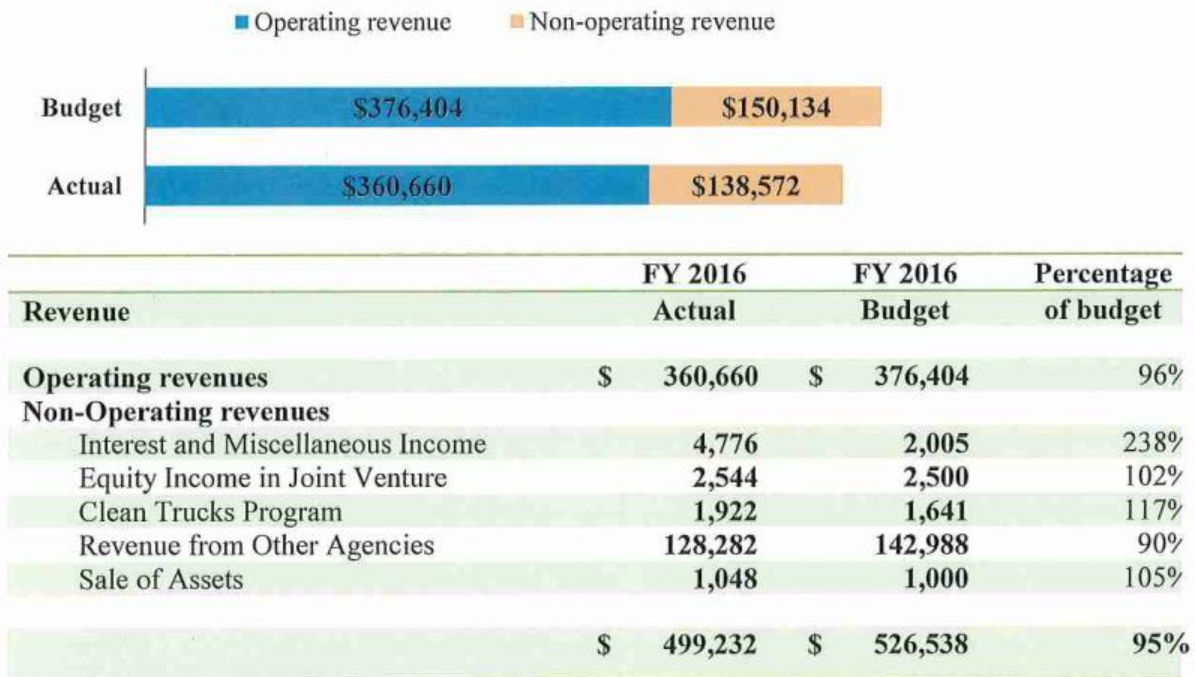 Operating revenue Non-operating revenue
Budget $376,404 $150,134
Actual $360,660 $138,572
FY 2016 FY 2016 Percentage
Revenue Actual Budget of budget
Operating revenues $ 360,660 $ 376,404 96%
Non-Operating revenues
Interest and Miscellaneous Income 4,776 2,005 238%
Equity Income in Joint Venture 2,544 2,500 102%
Clean Trucks Program 1,922 1,641 117%
Revenue from Other Agencies 128,282 142,988 90%
Sale of Assets 1,048 1,000 105%
$ 499,232 $ 526,538 95%